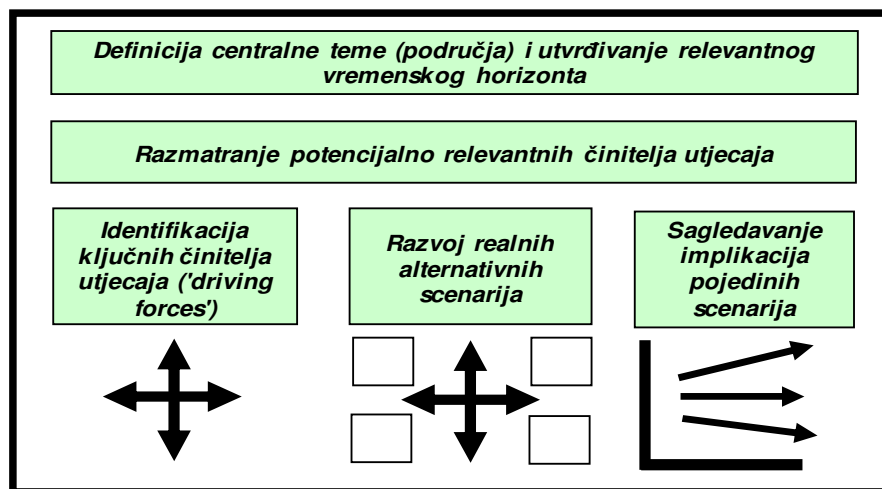 Definicija centralne teme (područja) i utvrđivanje relevantnog
vremenskog horizonta
Razmatranje potencijalno relevantnih činitelja utjecaja
Identifikacija
ključnih činitelja
utjecaja ('driving
forces')
Razvoj realnih
alternativnih
scenarija
Sagledavanje
implikacija
pojedinih
scenarija